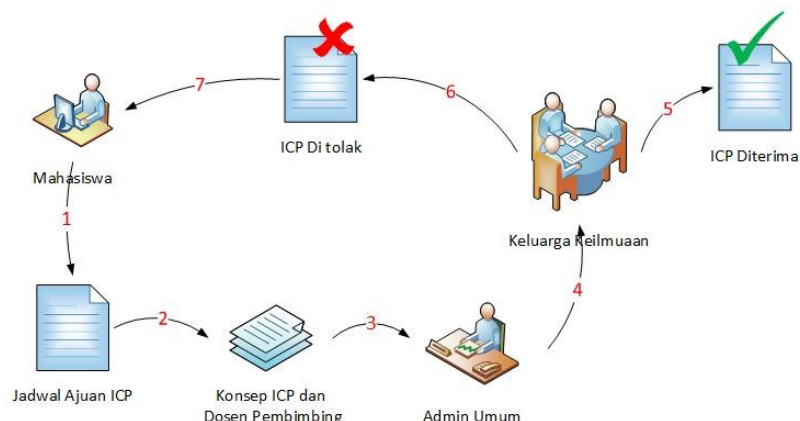 7
ICP Di tolak
6
5
ICP Diterima
Mahasiswa
1
Keluarga Keilmuaan
4
2
3
Jadwal Ajuan ICP
Konsep ICP dan
Dosen Pembimbing
Admin Umum